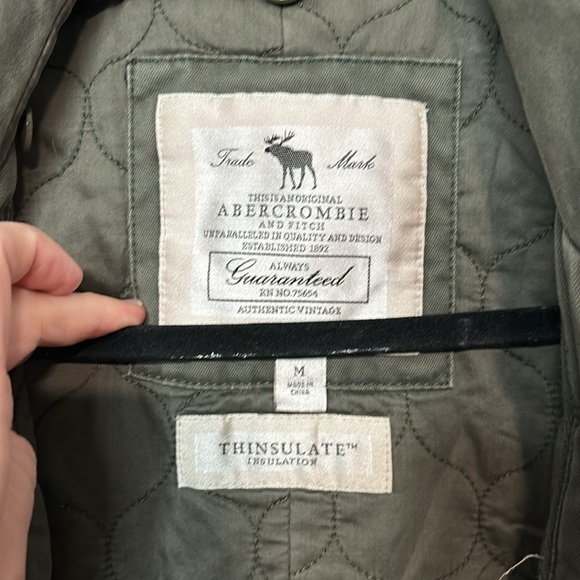 Trade Mark
THIS IS AN ORIGINAL
ABERCROMBIE
AND FITCH
UNPARALLELED IN QUALITY AND DESIGN
ESTABLISHED 1892
ALWAYS
Guaranteed
RN NO.75654
AUTHENTIC VINTAGE
M
MADE IN
CHINA
THINSULATE™
INSULATION